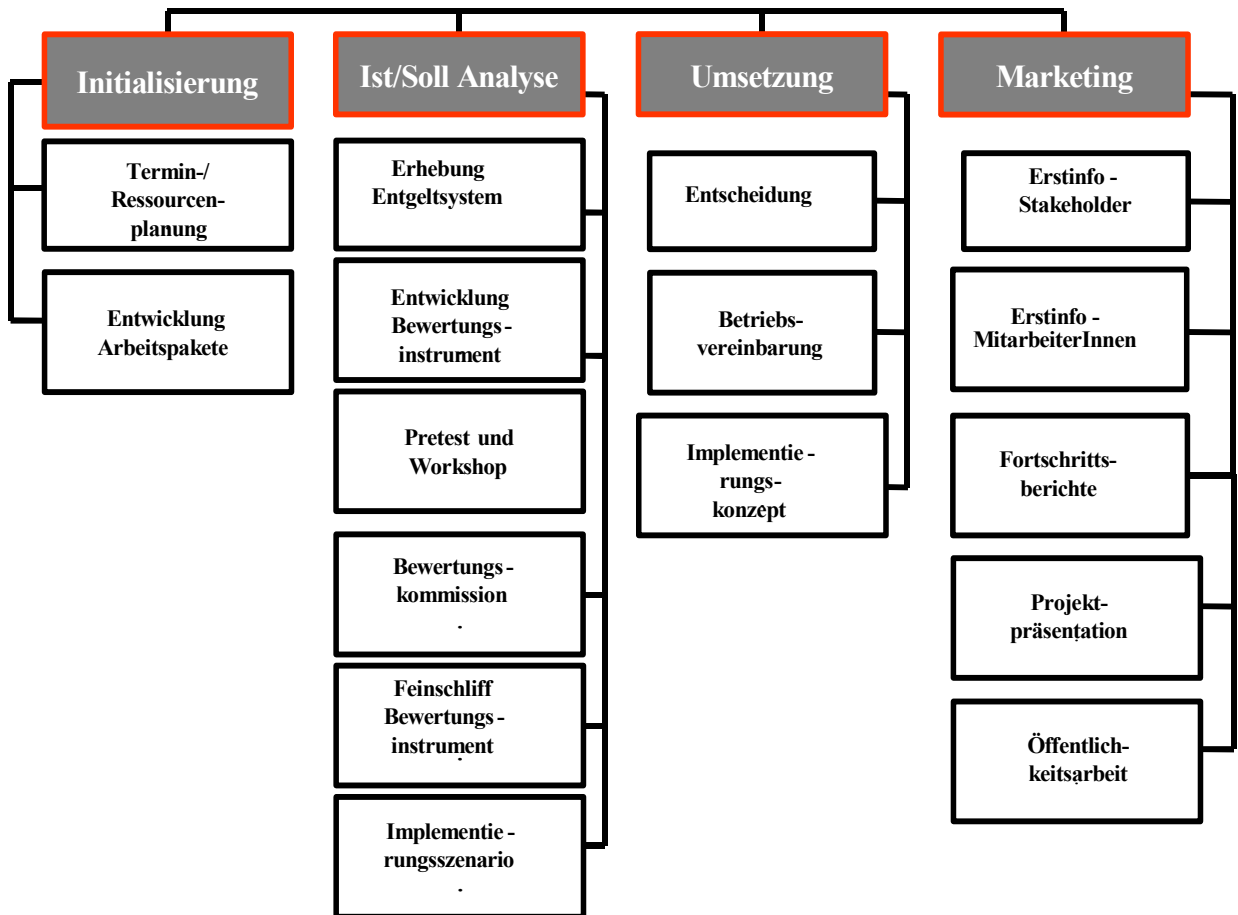 Initialisierung
Termin-/
Ressourcen-
planung
Entwicklung
Arbeitspakete
Ist/Soll Analyse
Erhebung
Entgeltsystem
Entwicklung
Bewertungs-
instrument
Pretest und
Workshop
Bewertungs-
kommission
.
Feinschliff
Bewertungs-
instrument
.
Implementie-
rungsszenario
.
Umsetzung
Entscheidung
Betriebs-
vereinbarung
Implementie-
rungs-
konzept
Marketing
Erstinfo-
Stakeholder
Erstinfo-
MitarbeiterInnen
Fortschritts-
berichte
Projekt-
präsentation
Öffentlich-
keitsarbeit